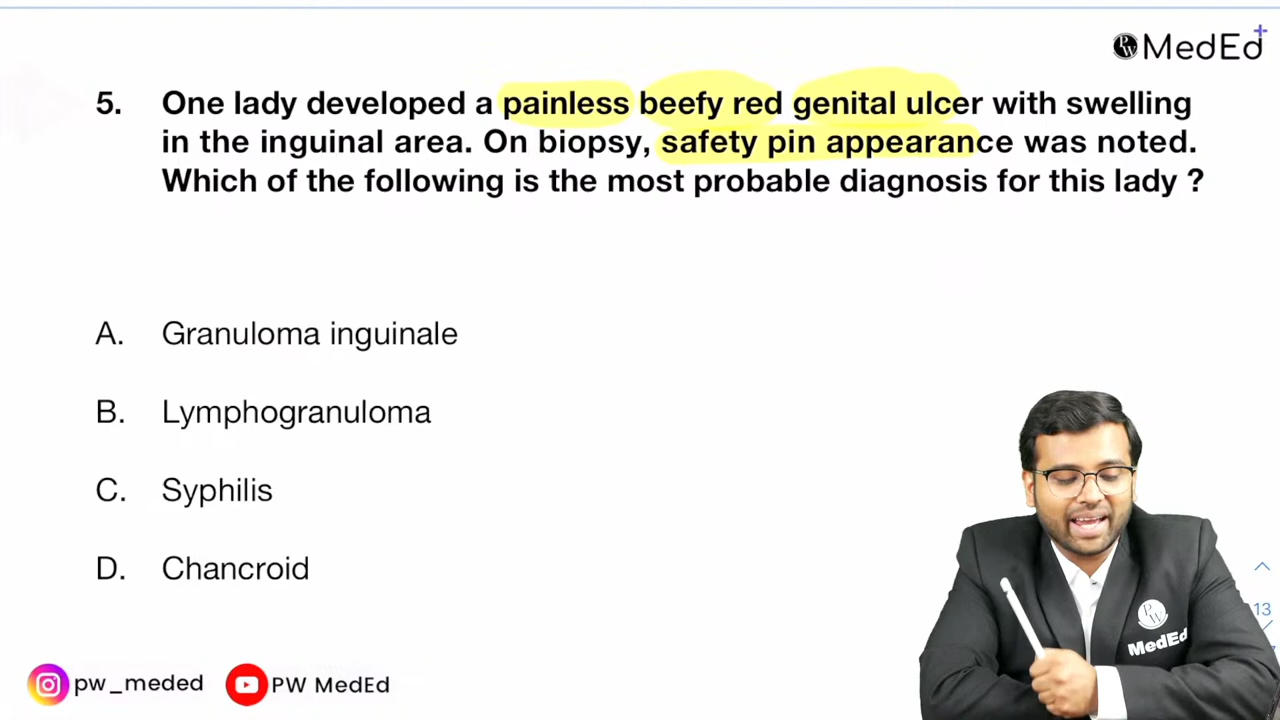 MedEd
5. One lady developed a painless beefy red genital ulcer with swelling
in the inguinal area. On biopsy, safety pin appearance was noted.
Which of the following is the most probable diagnosis for this lady ?
A. Granuloma inguinale
B. Lymphogranuloma
C. Syphilis
D. Chancroid
13
PW
MedEd
pw_meded
PW MedEd